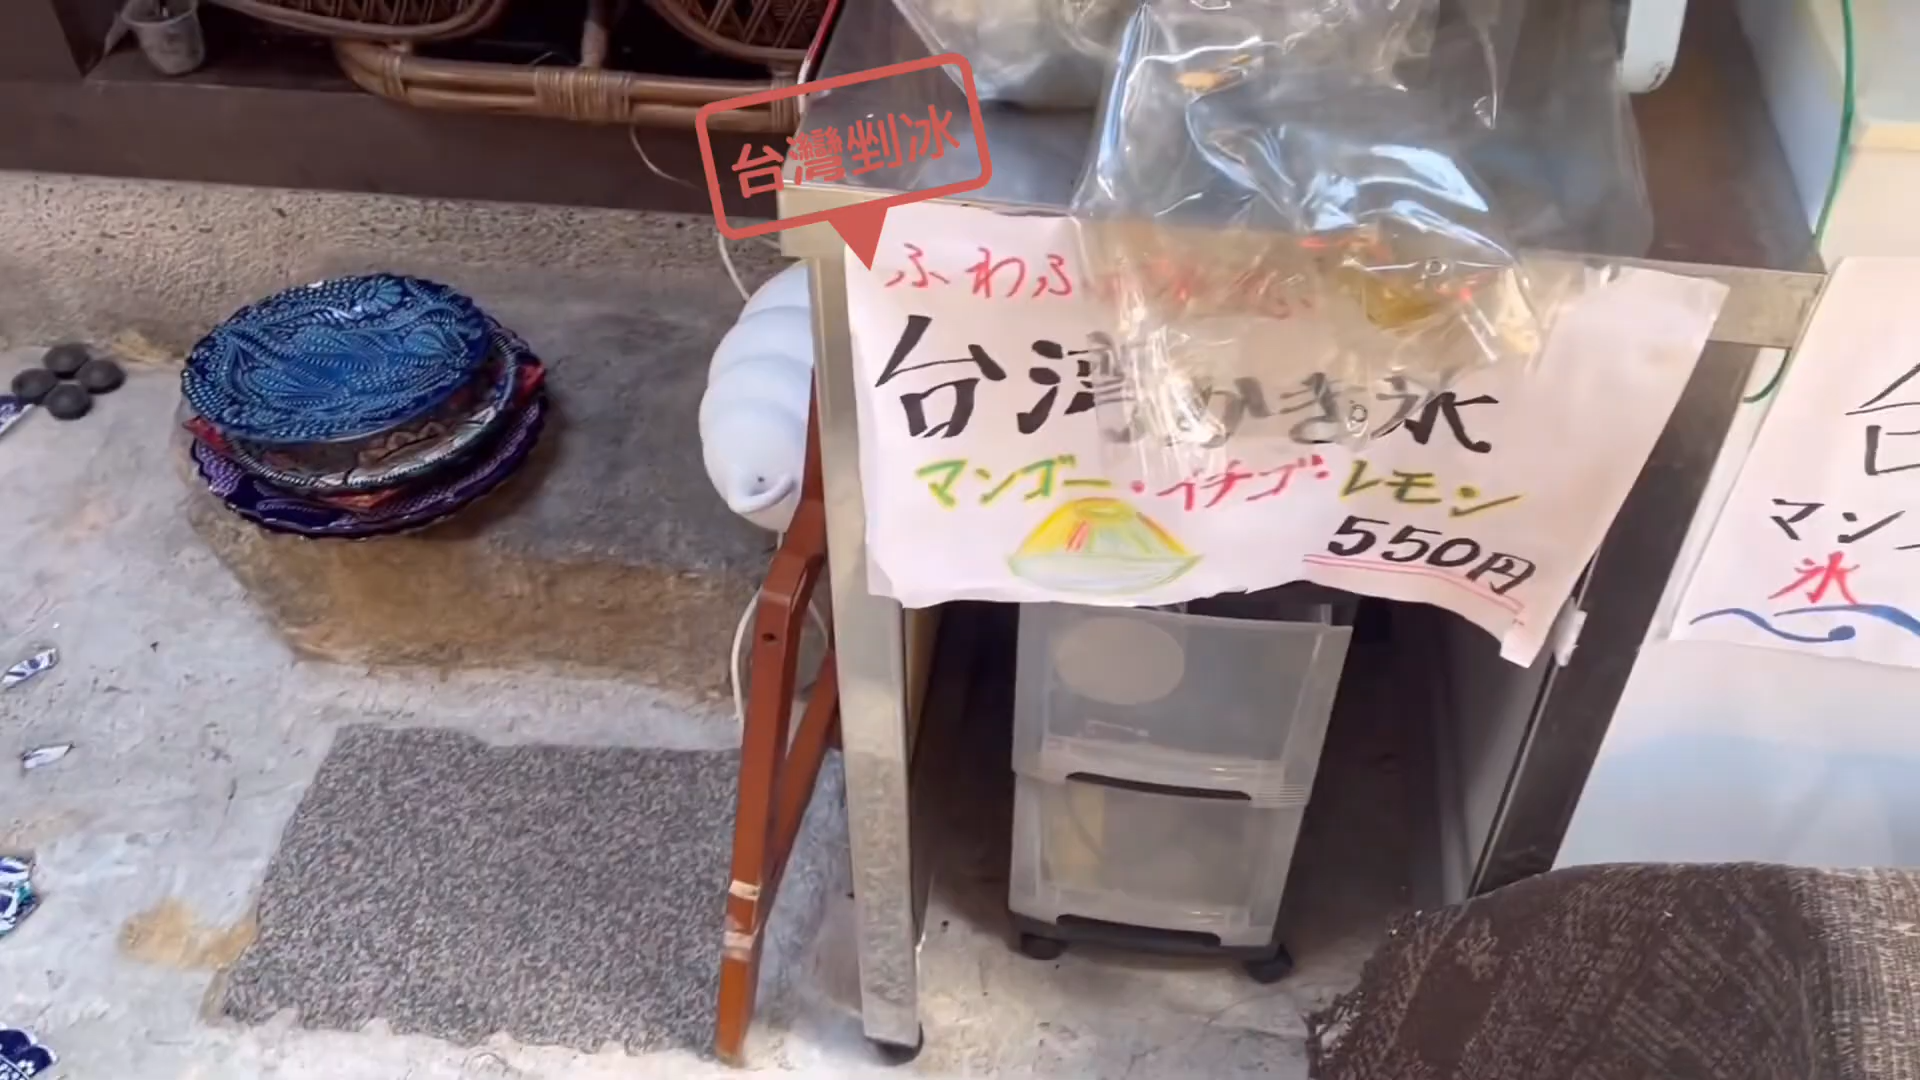 台灣剉冰
ふわふ
台湾かき氷
マンゴー・イチゴ・レモン
550円
台
マン
氷